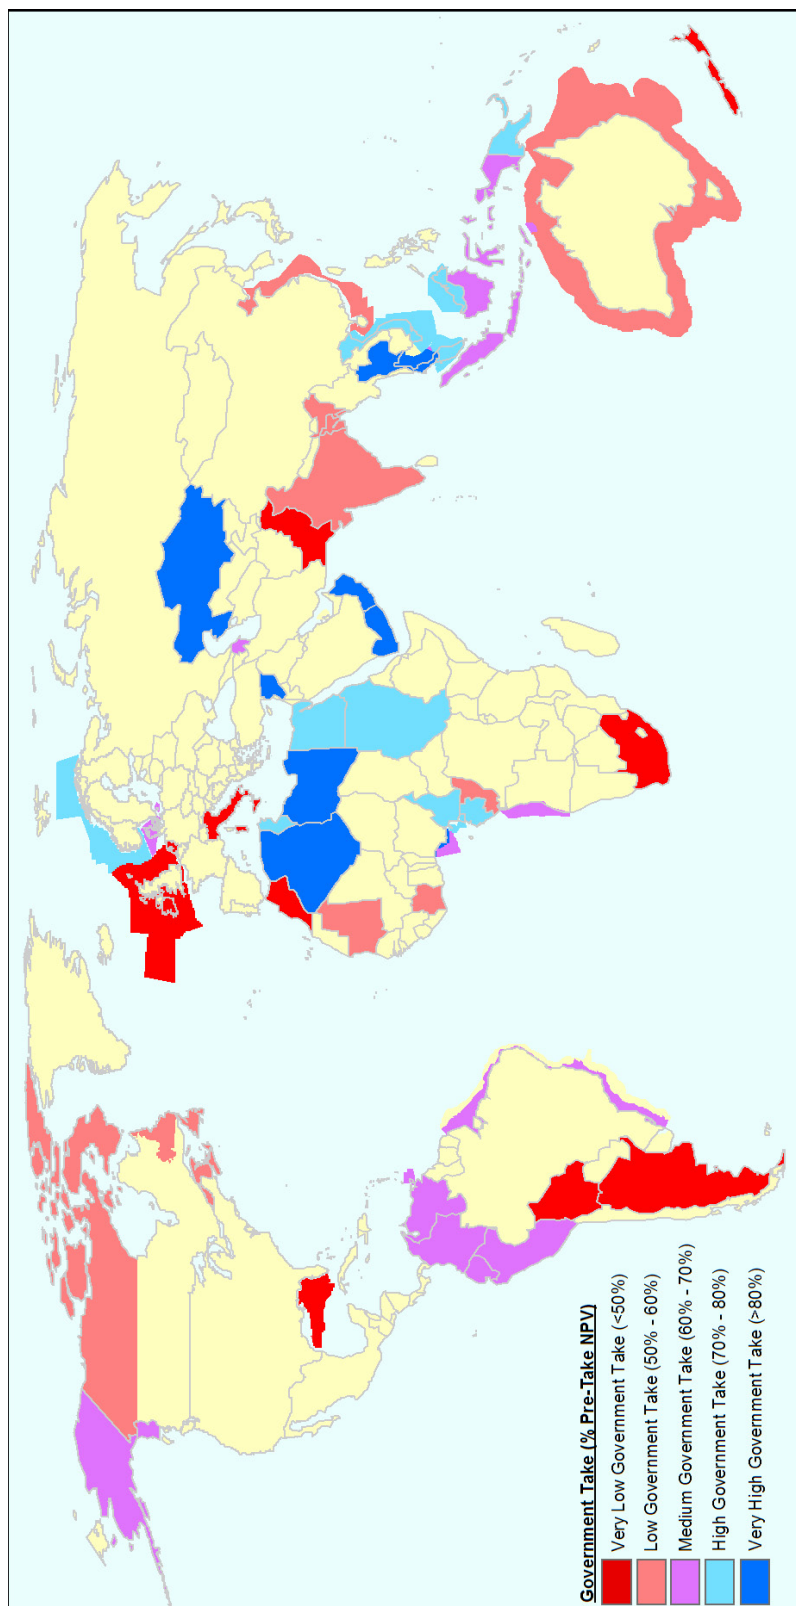 Government Take (% Pre-Take NPV)
Very Low Government Take (<50%)
Low Government Take (50% - 60%)
Medium Government Take (60% - 70%)
High Government Take (70% - 80%)
Very High Government Take (>80%)